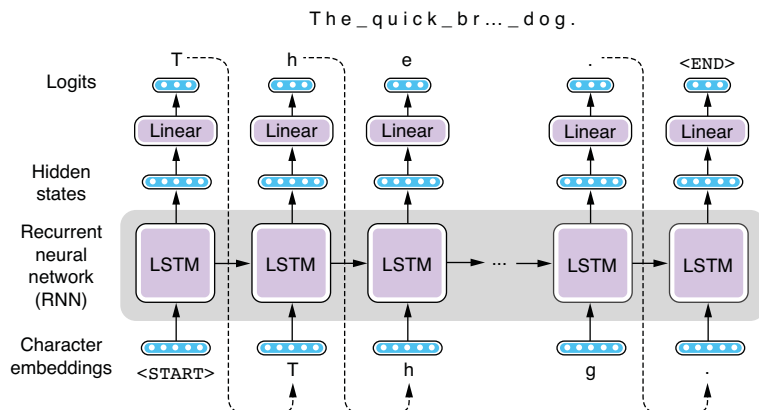 The_quick_br..._dog.
T h e . <END>
Logits
Linear Linear Linear Linear Linear
Hidden
states
Recurrent
neural
network
(RNN)
LSTM LSTM LSTM ... LSTM LSTM
Character
embeddings
<START> T h g .